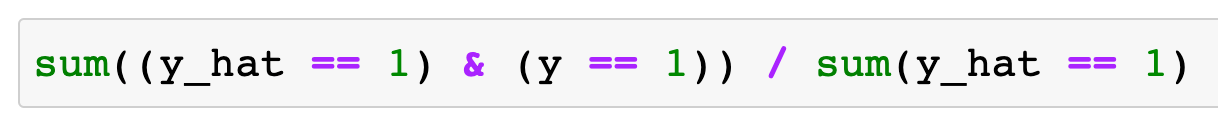 sum((y_hat == 1) & (y == 1)) / sum(y_hat == 1)